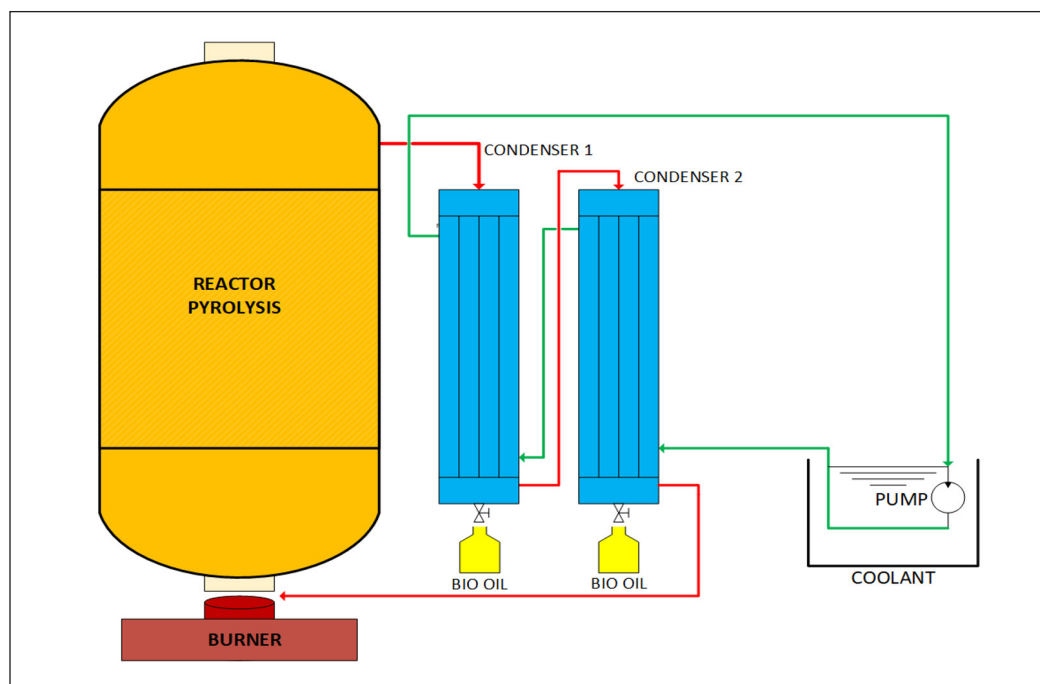 CONDENSER 1
CONDENSER 2
REACTOR
PYROLYSIS
PUMP
BIO OIL
BIO OIL
COOLANT
BURNER